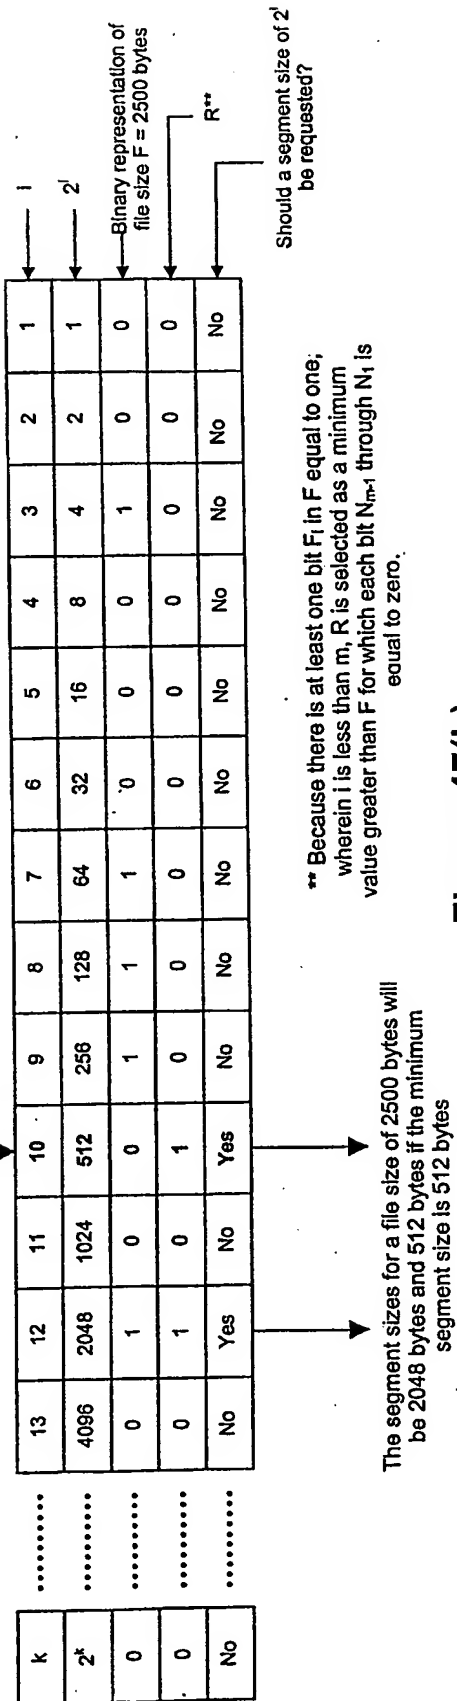 k .......... 13 12 11 10 9 8 7 6 5 4 3 2 1 i
2ᵏ .......... 4096 2048 1024 512 256 128 64 32 16 8 4 2 1 2ⁱ
0 .......... 0 1 0 0 1 1 1 0 0 0 1 0 0 Binary representation of
file size F = 2500 bytes
0 .......... 0 1 0 1 0 0 0 0 0 0 0 0 0 R**
No .......... No Yes No Yes No No No No No No No No No
Should a segment size of 2ⁱ
be requested?
The segment sizes for a file size of 2500 bytes will
be 2048 bytes and 512 bytes if the minimum
segment size is 512 bytes
** Because there is at least one bit Fᵢ in F equal to one,
wherein i is less than m, R is selected as a minimum
value greater than F for which each bit Nₘ₋₁ through N₁ is
equal to zero.